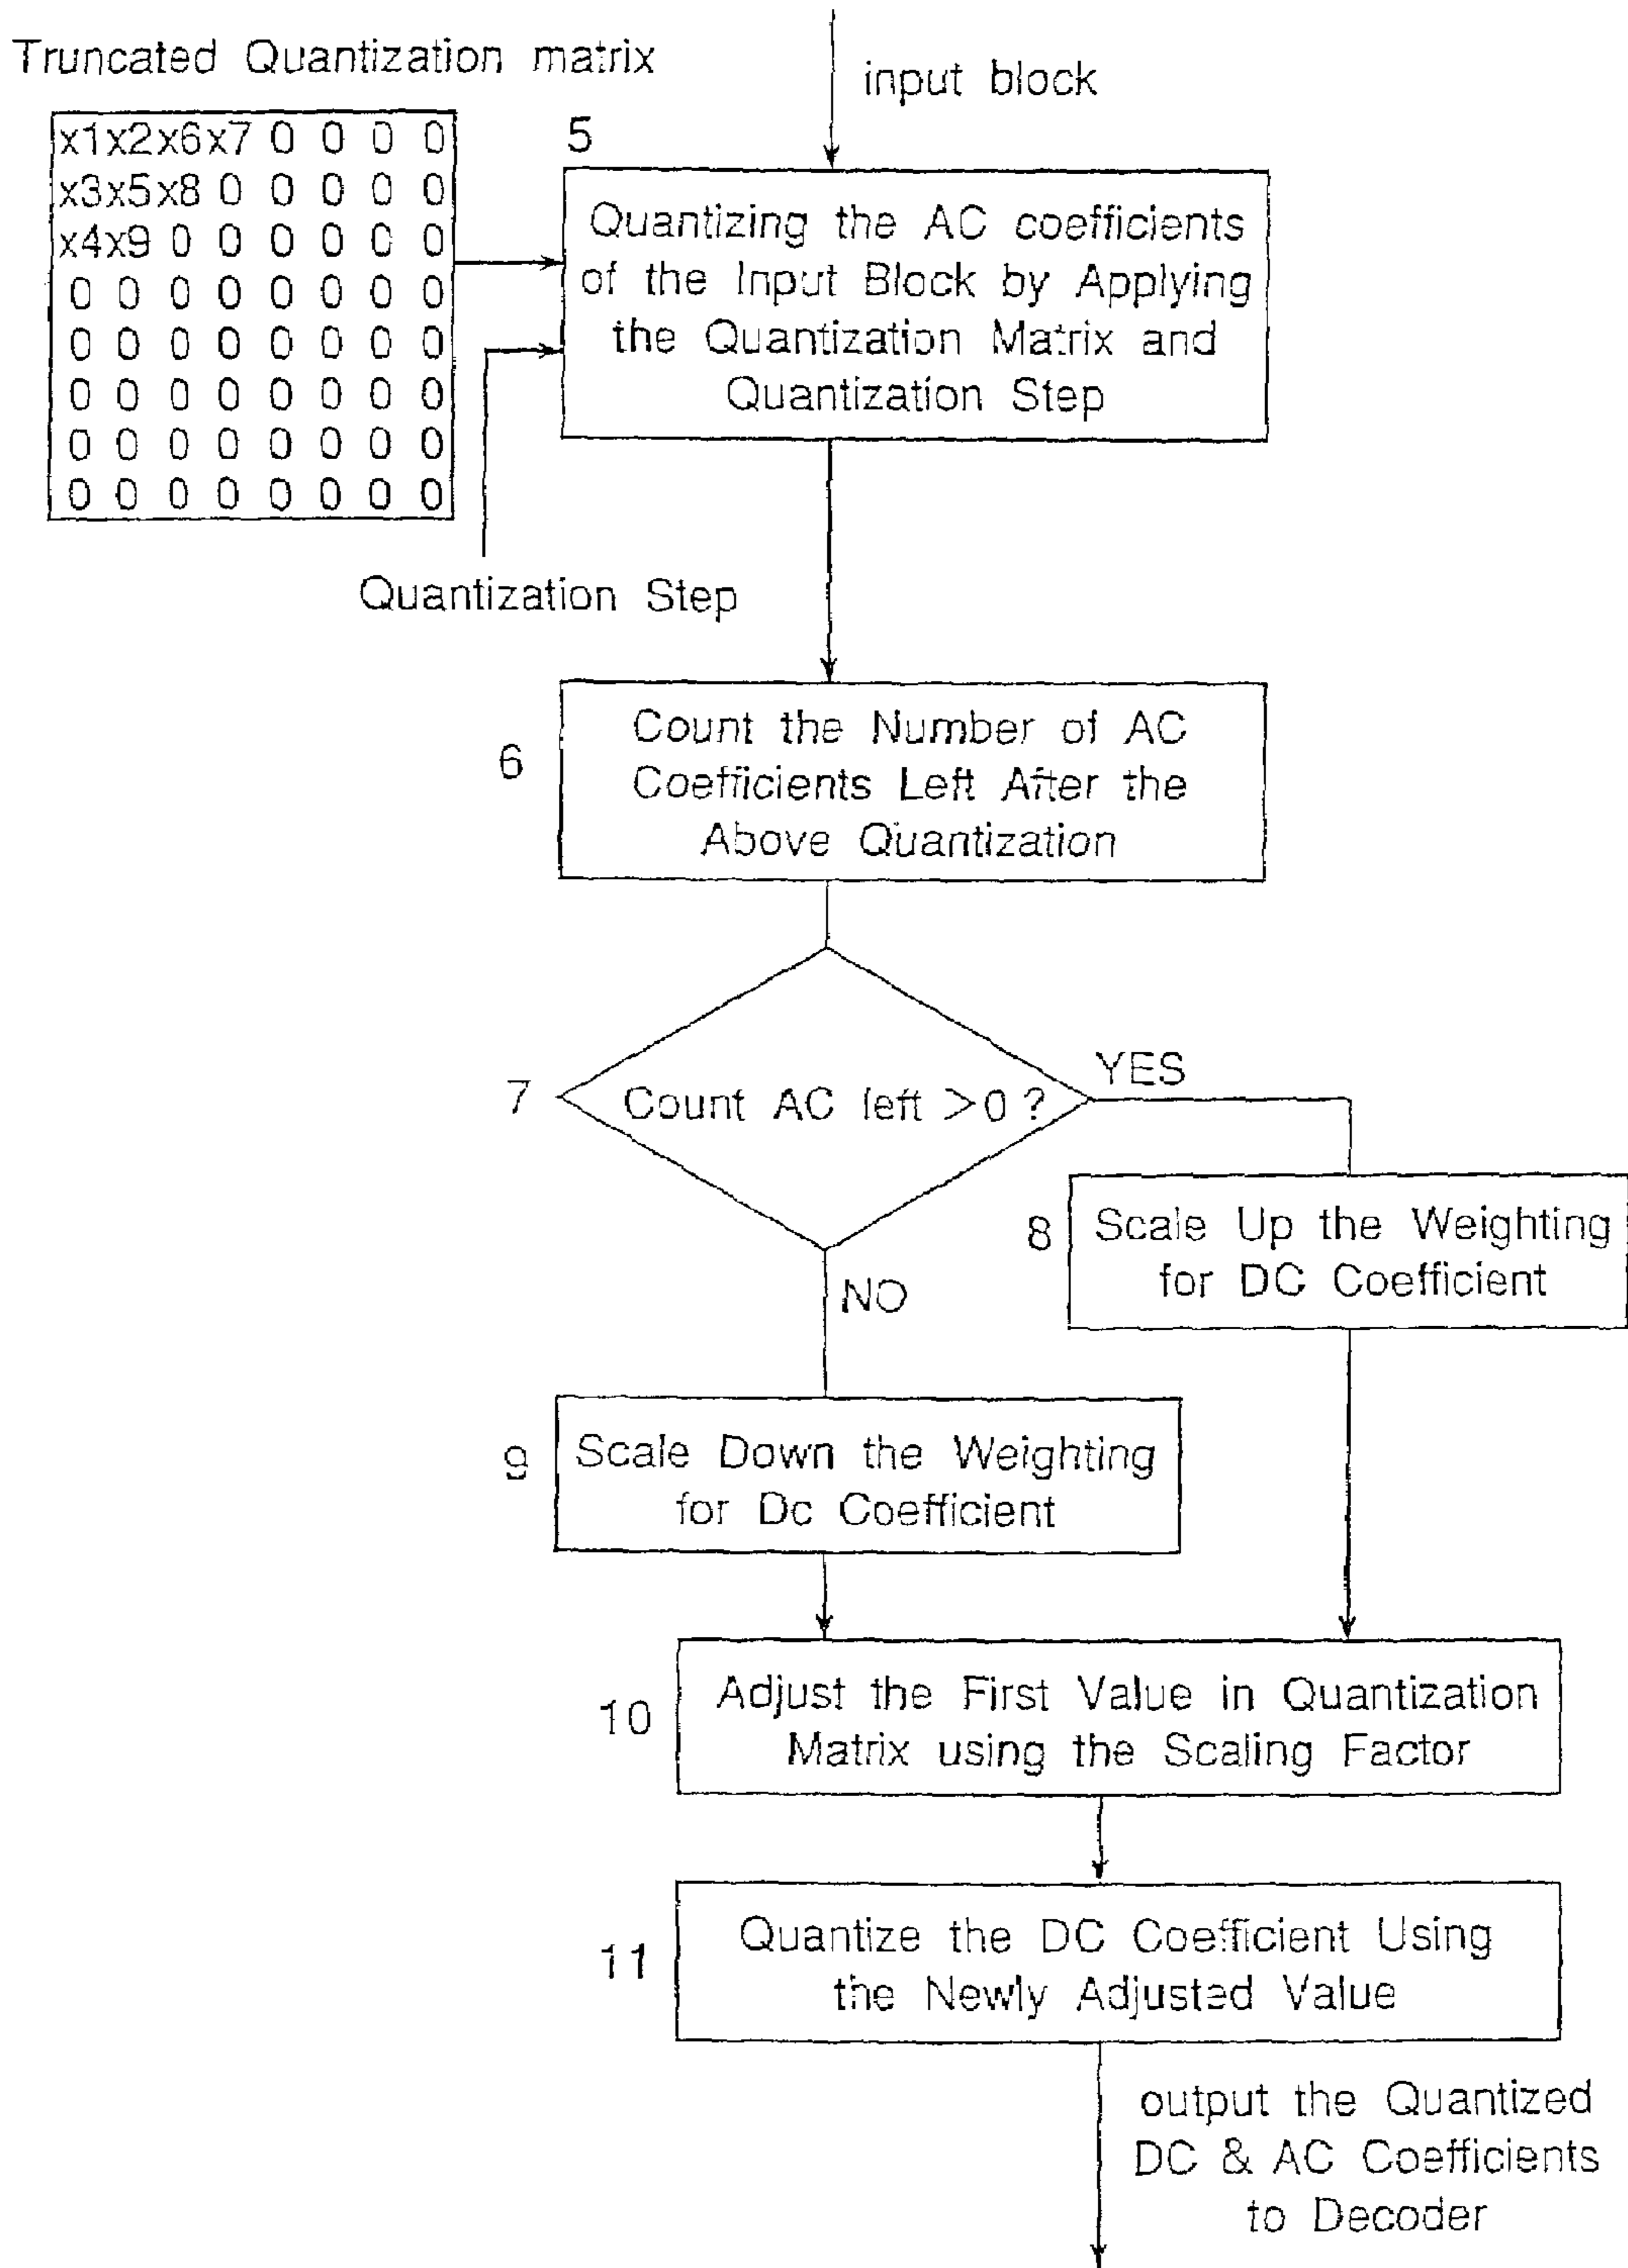 Truncated Quantization matrix
input block
x1x2x6x7 0 0 0 0
x3x5x8 0 0 0 0 0
x4x9 0 0 0 0 0 0
0 0 0 0 0 0 0 0
0 0 0 0 0 0 0 0
0 0 0 0 0 0 0 0
0 0 0 0 0 0 0 0
0 0 0 0 0 0 0 0
5
Quantizing the AC coefficients
of the Input Block by Applying
the Quantization Matrix and
Quantization Step
Quantization Step
6
Count the Number of AC
Coefficients Left After the
Above Quantization
7
Count AC left >0 ?
YES
NO
8
Scale Up the Weighting
for DC Coefficient
9
Scale Down the Weighting
for Dc Coefficient
10
Adjust the First Value in Quantization
Matrix using the Scaling Factor
11
Quantize the DC Coefficient Using
the Newly Adjusted Value
output the Quantized
DC & AC Coefficients
to Decoder